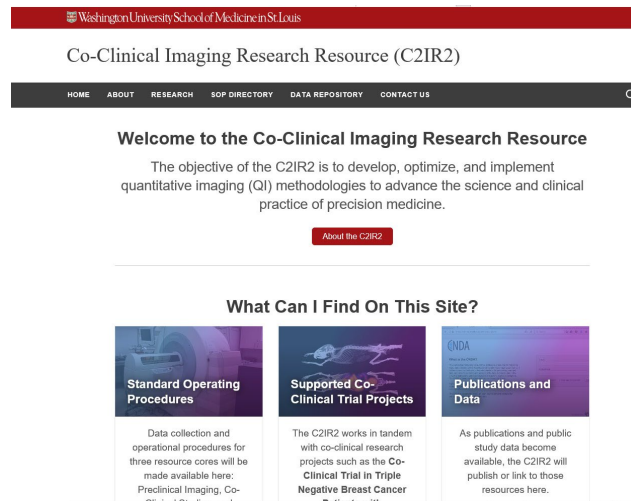 Washington University School of Medicine in St. Louis
Co-Clinical Imaging Research Resource (C2IR2)
HOME ABOUT RESEARCH SOP DIRECTORY DATA REPOSITORY CONTACT US
Welcome to the Co-Clinical Imaging Research Resource
The objective of the C2IR2 is to develop, optimize, and implement
quantitative imaging (QI) methodologies to advance the science and clinical
practice of precision medicine.
About the C2IR2
What Can I Find On This Site?
Standard Operating
Procedures
Data collection and
operational procedures for
three resource cores will be
made available here:
Preclinical Imaging, Co-
Supported Co-
Clinical Trial Projects
The C2IR2 works in tandem
with co-clinical research
projects such as the Co-
Clinical Trial in Triple
Negative Breast Cancer
CNDA
Publications and
Data
As publications and public
study data become
available, the C2IR2 will
publish or link to those
resources here.